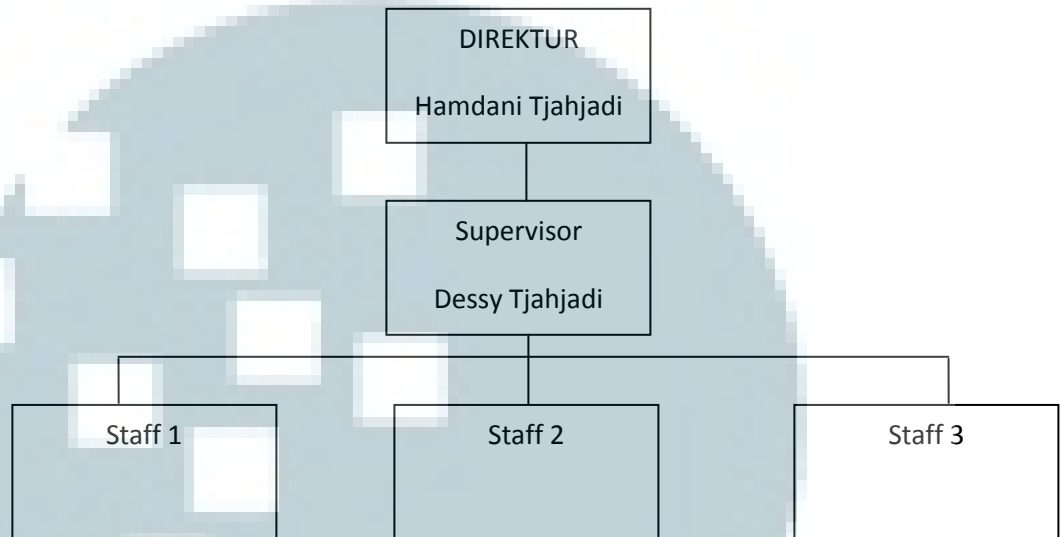 DIREKTUR
Hamdani Tjahjadi
Supervisor
Dessy Tjahjadi
Staff 1
Staff 2
Staff 3